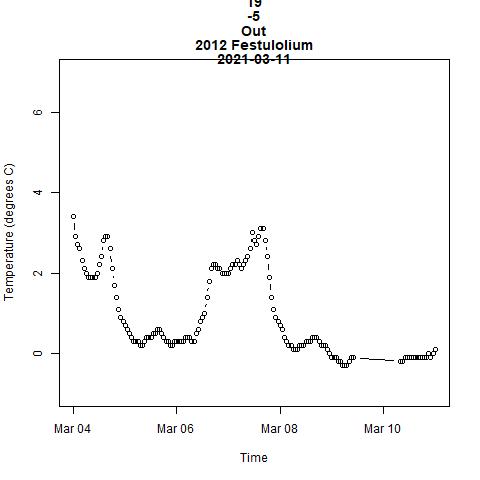 19
-5
Out
2012 Festulolium
2021-03-11
Temperature (degrees C)
6
4
2
0
Mar 04
Mar 06
Mar 08
Mar 10
Time